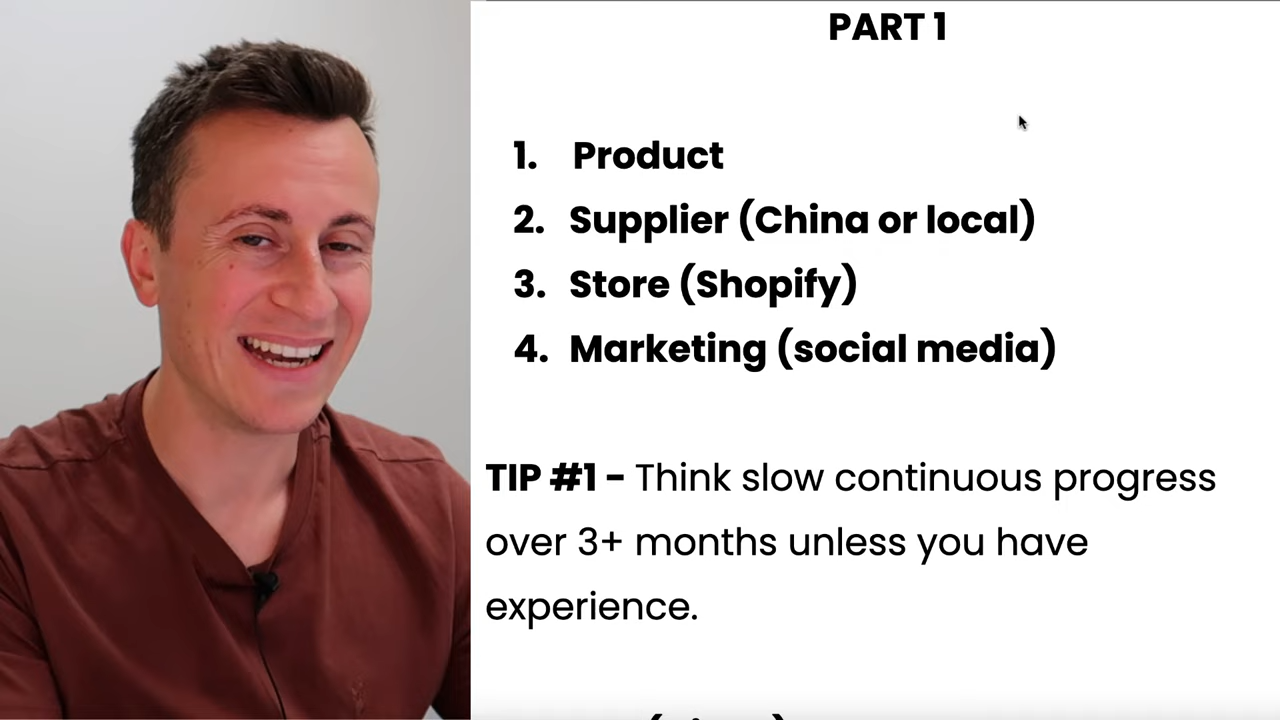 PART 1
1. Product
2. Supplier (China or local)
3. Store (Shopify)
4. Marketing (social media)
TIP #1 - Think slow continuous progress
over 3+ months unless you have
experience.